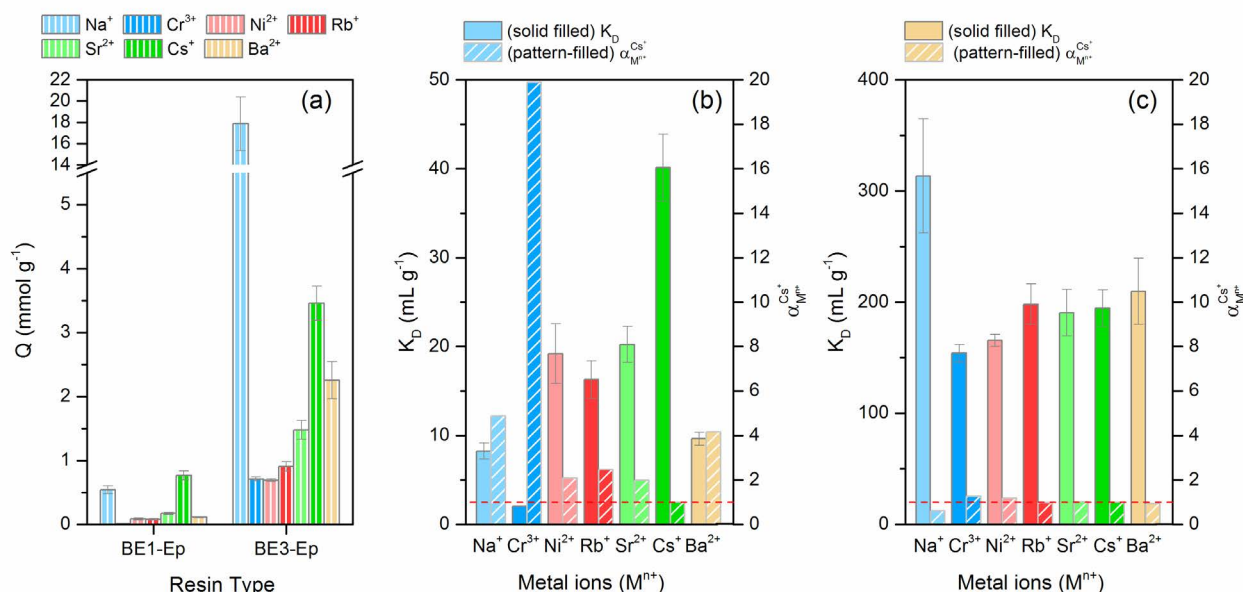 Na⁺ Cr³⁺ Ni²⁺ Rb⁺
Sr²⁺ Cs⁺ Ba²⁺
(a)
Q (mmol g⁻¹)
22
20
18
16
14
5
4
3
2
1
0
BE1-Ep BE3-Ep
Resin Type
(solid filled) K_D
(pattern-filled) α_Mⁿ⁺^Cs⁺
(b)
K_D (mL g⁻¹)
50
40
30
20
10
0
20
18
16
14
12
10
8
6
4
2
0
α_Mⁿ⁺^Cs⁺
Na⁺ Cr³⁺ Ni²⁺ Rb⁺ Sr²⁺ Cs⁺ Ba²⁺
Metal ions (Mⁿ⁺)
(solid filled) K_D
(pattern-filled) α_Mⁿ⁺^Cs⁺
(c)
K_D (mL g⁻¹)
400
300
200
100
0
20
18
16
14
12
10
8
6
4
2
0
α_Mⁿ⁺^Cs⁺
Na⁺ Cr³⁺ Ni²⁺ Rb⁺ Sr²⁺ Cs⁺ Ba²⁺
Metal ions (Mⁿ⁺)